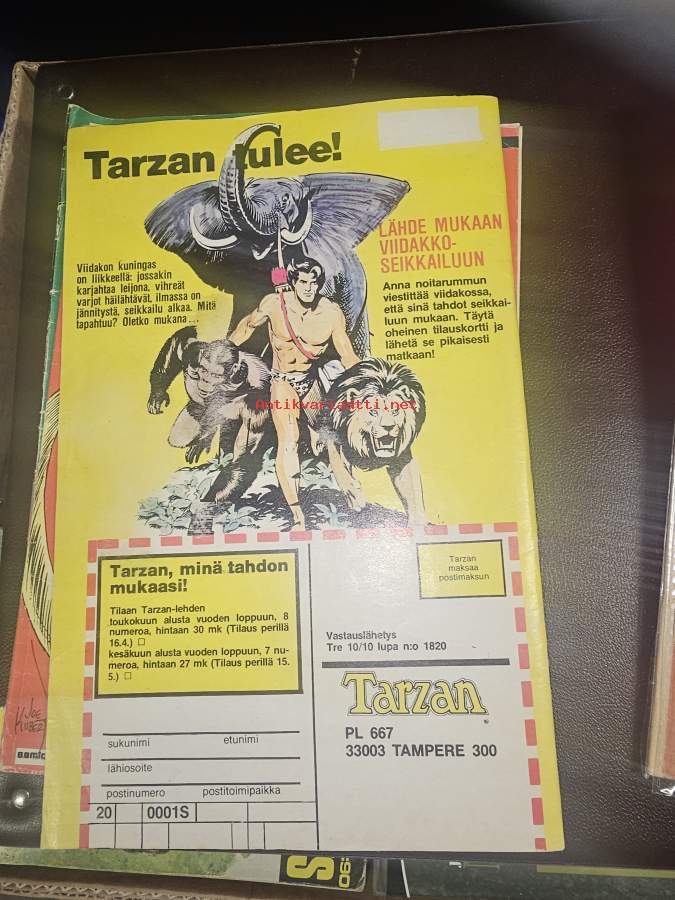 Tarzan tulee!
Viidakon kuningas
on liikkeellä: jossakin
karjahtaa leijona, vihreät
varjot häilähtävät, ilmassa on
jännitystä, seikkailu alkaa. Mitä
tapahtuu? Oletko mukana...
LÄHDE MUKAAN
VIIDAKKO-
SEIKKAILUUN
Anna noitarummun
viestittää viidakossa,
että sinä tahdot seikkai-
luun mukaan. Täytä
oheinen tilauskortti ja
lähetä se pikaisesti
matkaan!
Antikvariaatti.net
Tarzan, minä tahdon
mukaasi!
Tilaan Tarzan-lehden
toukokuun alusta vuoden loppuun, 8
numeroa, hintaan 30 mk (Tilaus perillä
16.4.) □
kesäkuun alusta vuoden loppuun, 7 nu-
meroa, hintaan 27 mk (Tilaus perillä 15.
5.) □
sukunimi etunimi
lähiosoite
postinumero postitoimipaikka
20 0001S
Tarzan
maksaa
postimaksun
Vastauslähetys
Tre 10/10 lupa n:o 1820
Tarzan
PL 667
33003 TAMPERE 300
JOE
S